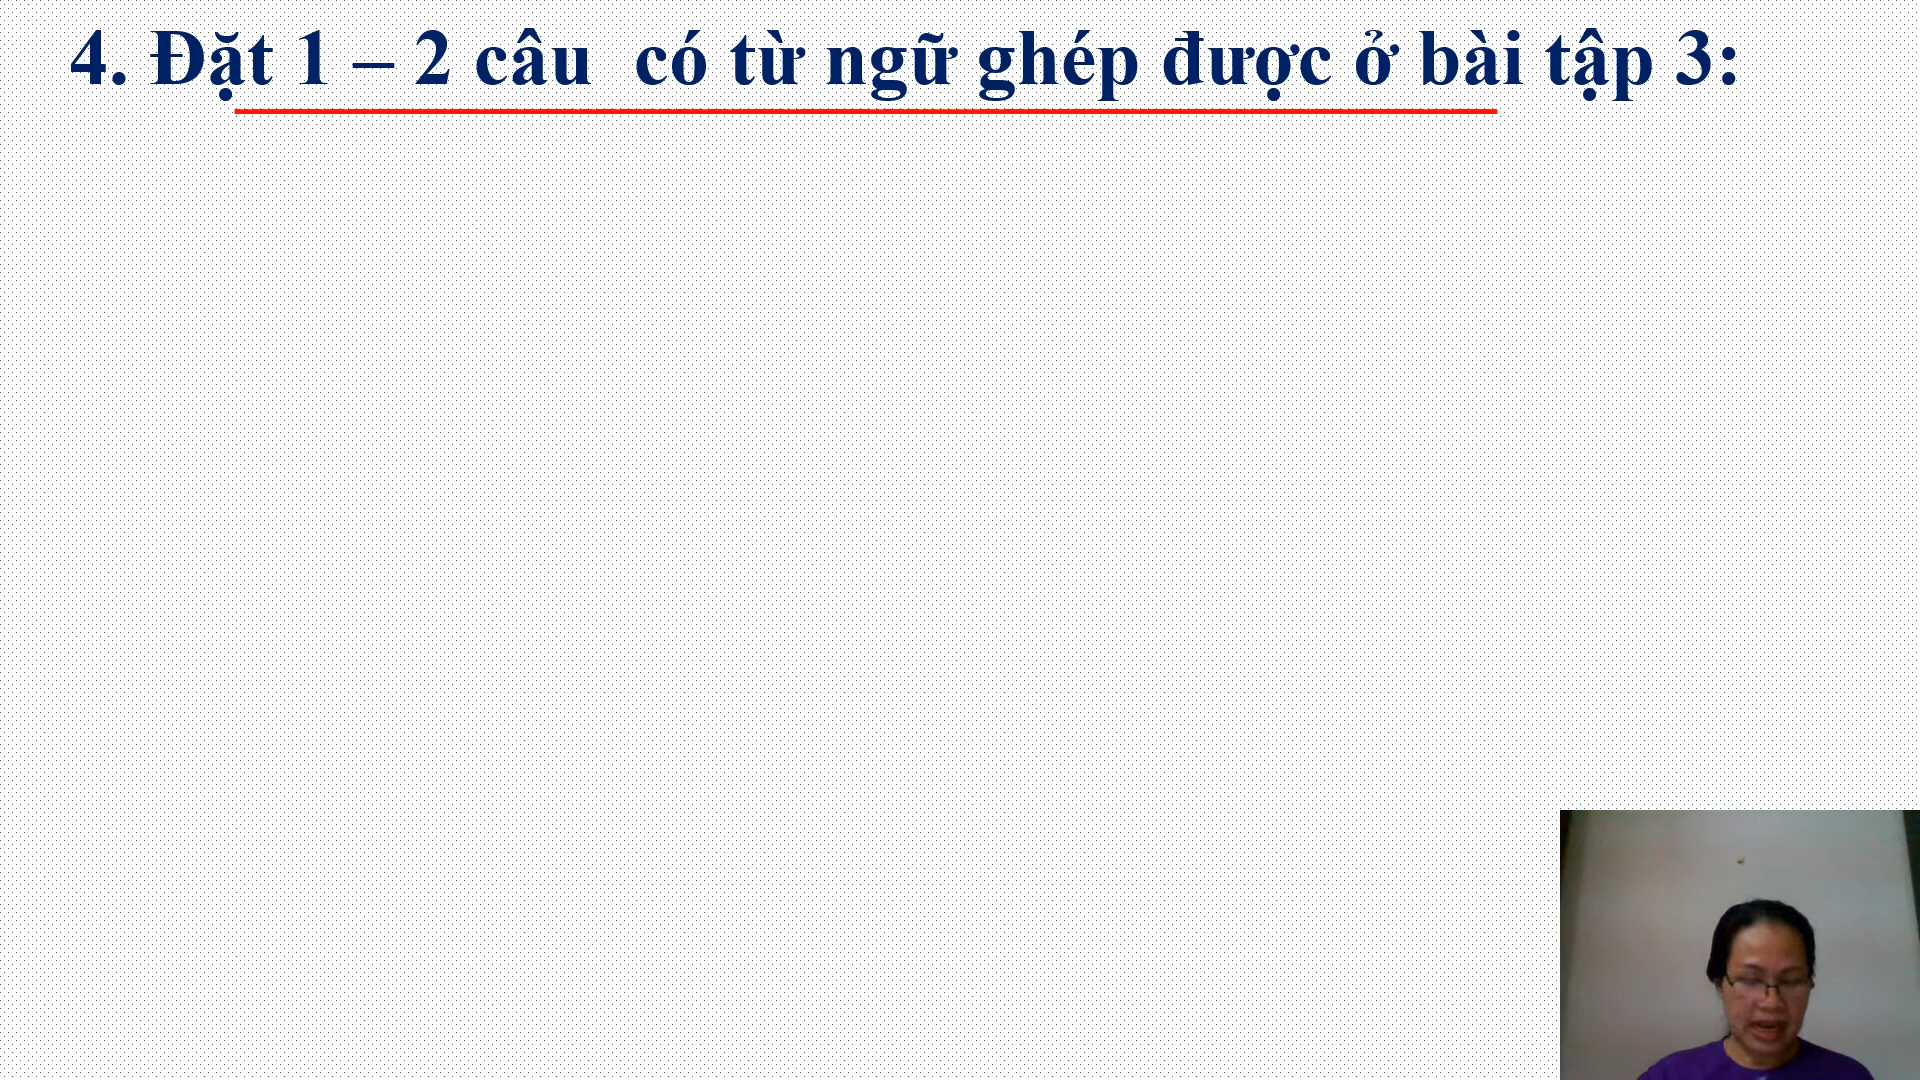 4. Đặt 1 – 2 câu  có từ ngữ ghép được ở bài tập 3: